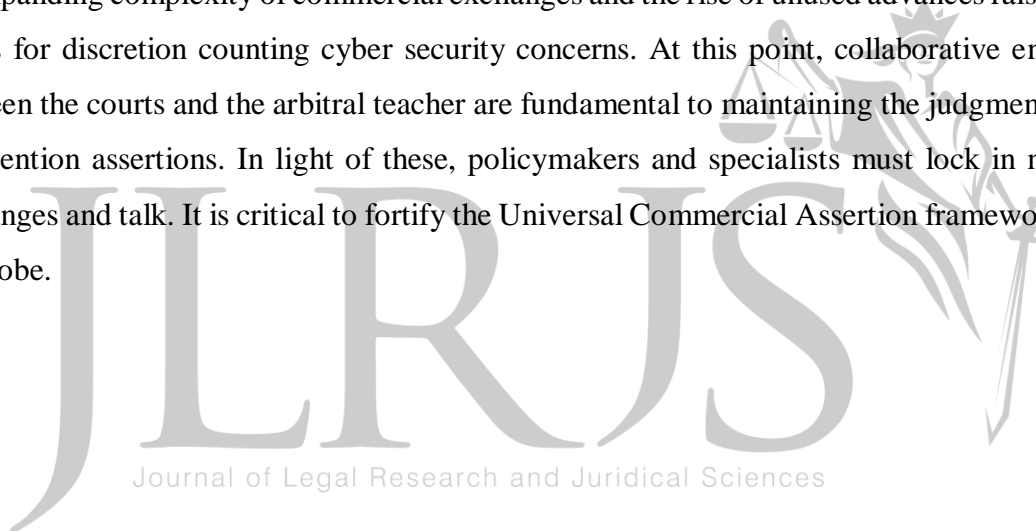 panding complexity of commercial exchanges and the rise of unused advances rais
s for discretion counting cyber security concerns. At this point, collaborative en
een the courts and the arbitral teacher are fundamental to maintaining the judgmen
ention assertions. In light of these, policymakers and specialists must lock in
nges and talk. It is critical to fortify the Universal Commercial Assertion framewo
obe.
JLRJS
Journal of Legal Research and Juridical Sciences